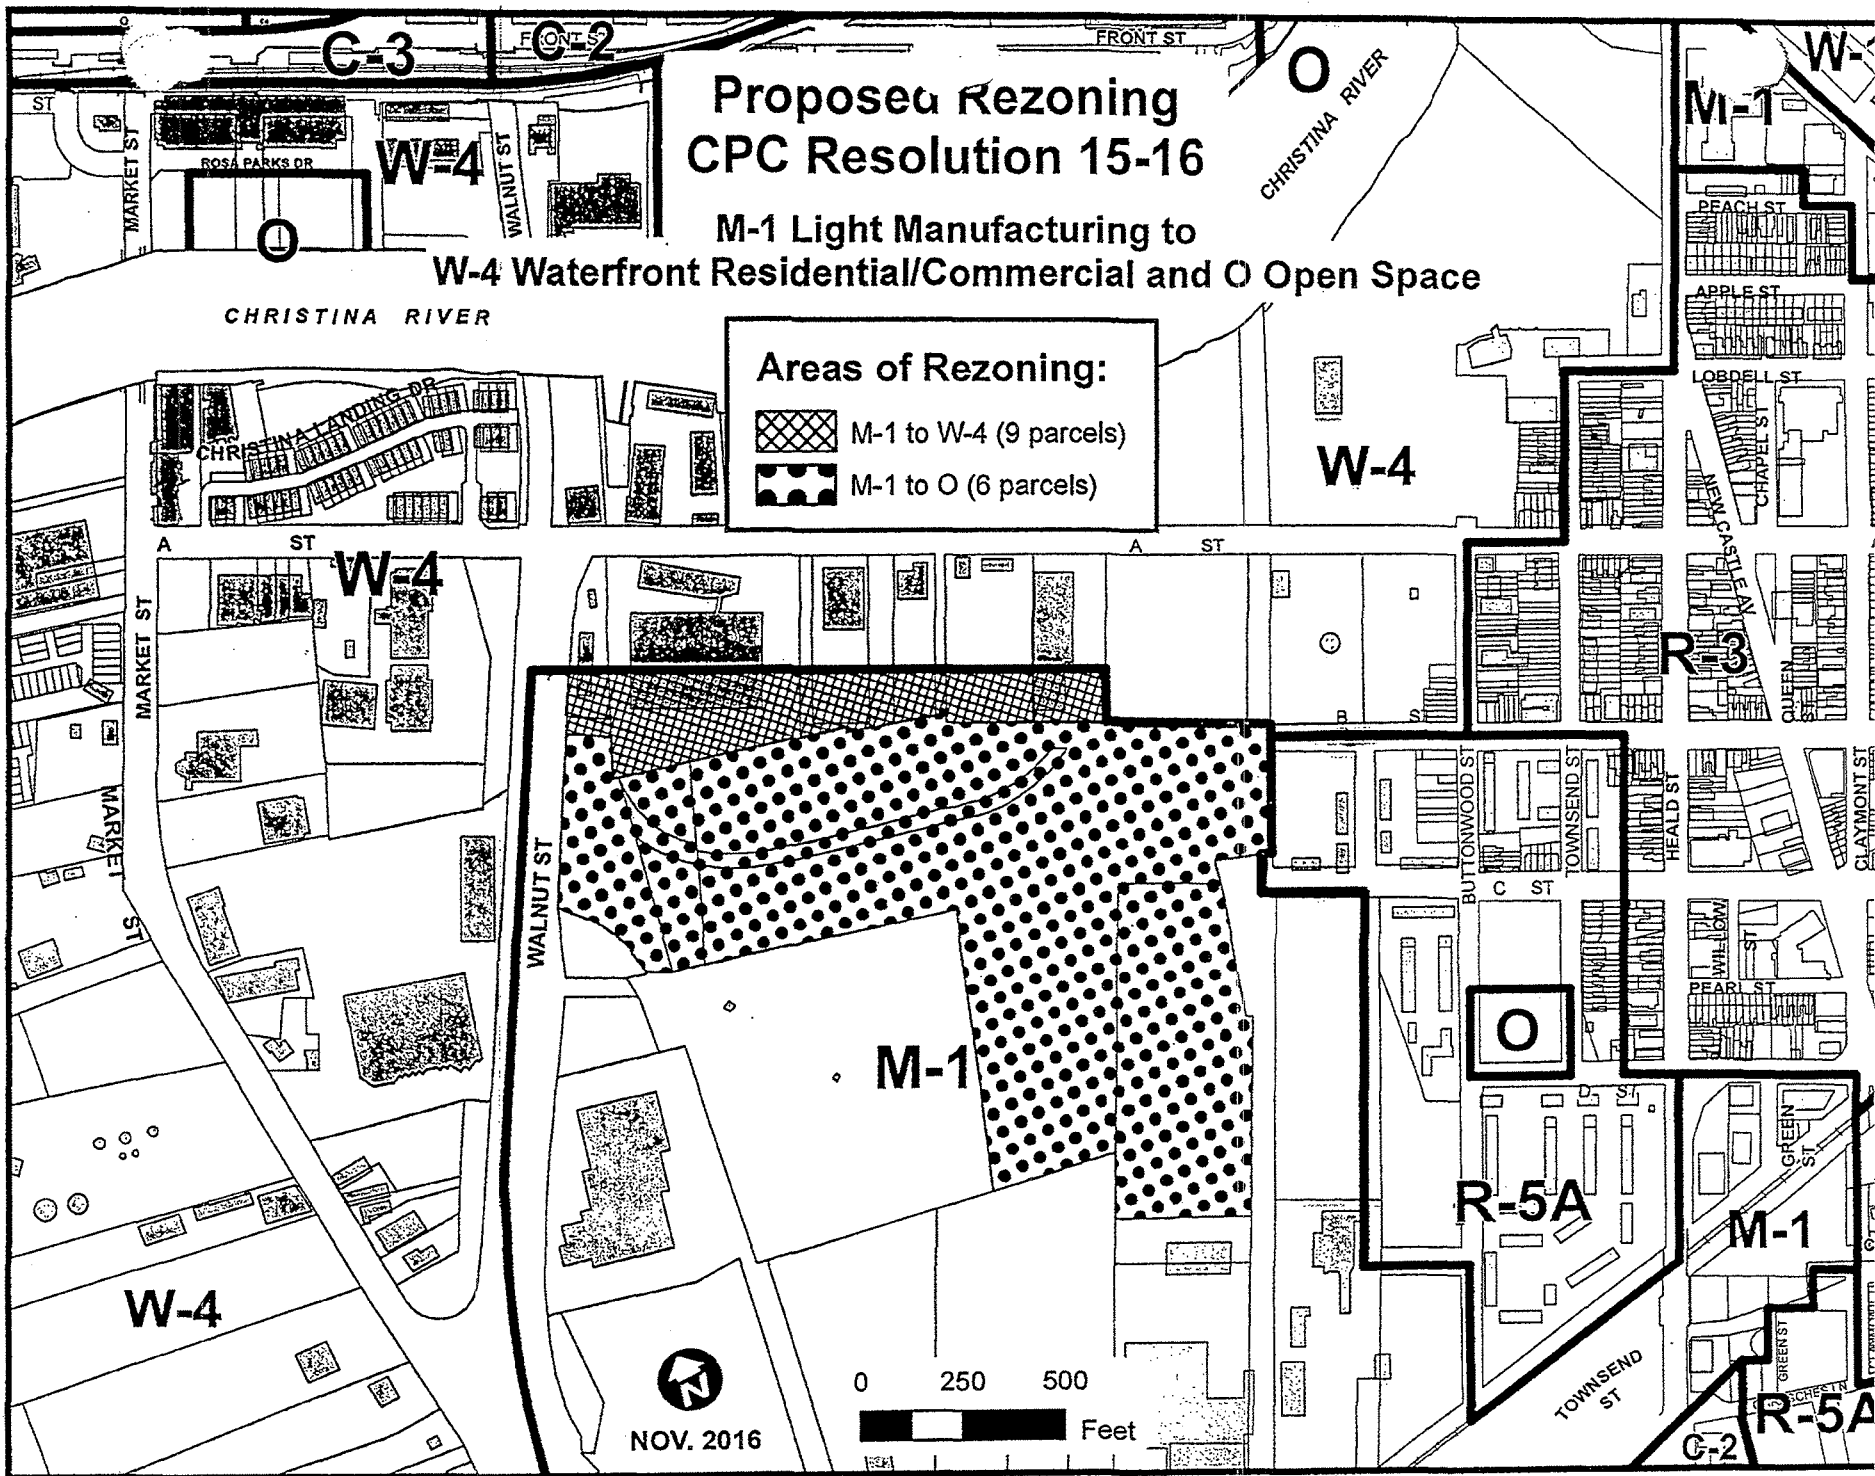 C-3
C-2
FRONT ST
FRONT ST
O
CHRISTINA RIVER
W-
M-1
ST
MARKET ST
ROSA PARKS DR
W-4
WALNUT ST
O
Proposed Rezoning
CPC Resolution 15-16
M-1 Light Manufacturing to
W-4 Waterfront Residential/Commercial and O Open Space
PEACH ST
APPLE ST
CHRISTINA RIVER
Areas of Rezoning:
M-1 to W-4 (9 parcels)
M-1 to O (6 parcels)
LOBDELL ST
CHAPEL ST
NEW CASTLE AV
CHRISTINA LANDING DR
W-4
A ST
A ST
W-4
MARKET ST
R-3
QUEEN ST
B S
WALNUT ST
MARKET ST
BUTTONWOOD ST
TOWNSEND ST
HEALD ST
CLAYMONT ST
C ST
WILLOW ST
PEARL ST
O
M-1
D ST
GREEN ST
R-5A
M-1
W-4
N
NOV. 2016
0 250 500
Feet
TOWNSEND ST
GREEN ST
R-5A
C-2